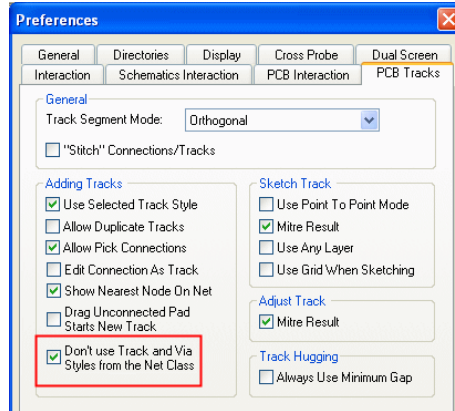 Preferences
General Directories Display Cross Probe Dual Screen
Interaction Schematics Interaction PCB Interaction PCB Tracks
General
Track Segment Mode: Orthogonal
"Stitch" Connections/Tracks
Adding Tracks
Use Selected Track Style
Allow Duplicate Tracks
Allow Pick Connections
Edit Connection As Track
Show Nearest Node On Net
Drag Unconnected Pad
Starts New Track
Don't use Track and Via
Styles from the Net Class
Sketch Track
Use Point To Point Mode
Mitre Result
Use Any Layer
Use Grid When Sketching
Adjust Track
Mitre Result
Track Hugging
Always Use Minimum Gap